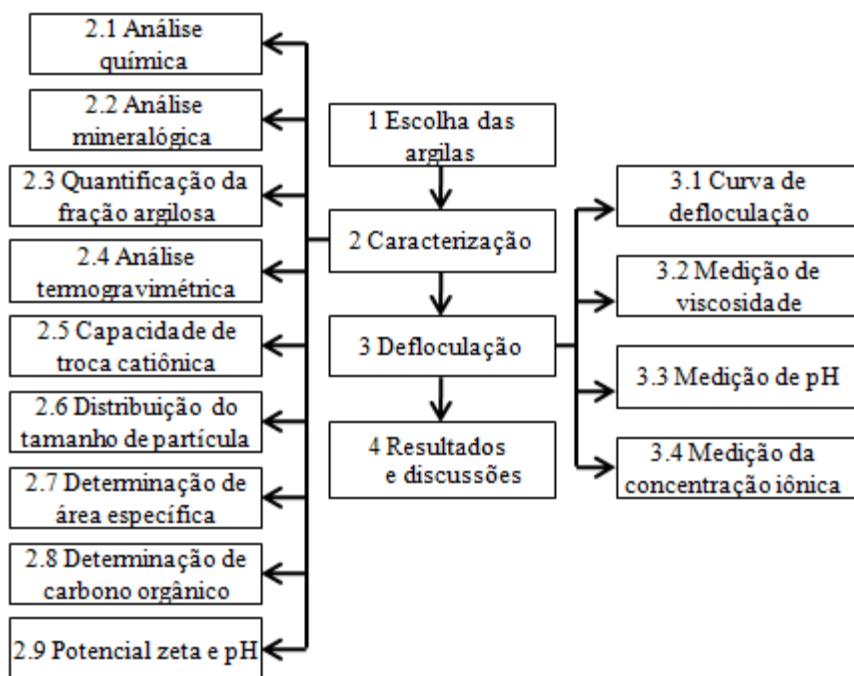 2.1 Análise
química
2.2 Análise
mineralógica
2.3 Quantificação da
fração argilosa
2.4 Análise
termogravimétrica
2.5 Capacidade de
troca catiônica
2.6 Distribuição do
tamanho de partícula
2.7 Determinação de
área específica
2.8 Determinação de
carbono orgânico
2.9 Potencial zeta e pH
1 Escolha das
argilas
2 Caracterização
3 Defloculação
4 Resultados
e discussões
3.1 Curva de
defloculação
3.2 Medição de
viscosidade
3.3 Medição de pH
3.4 Medição da
concentração iônica